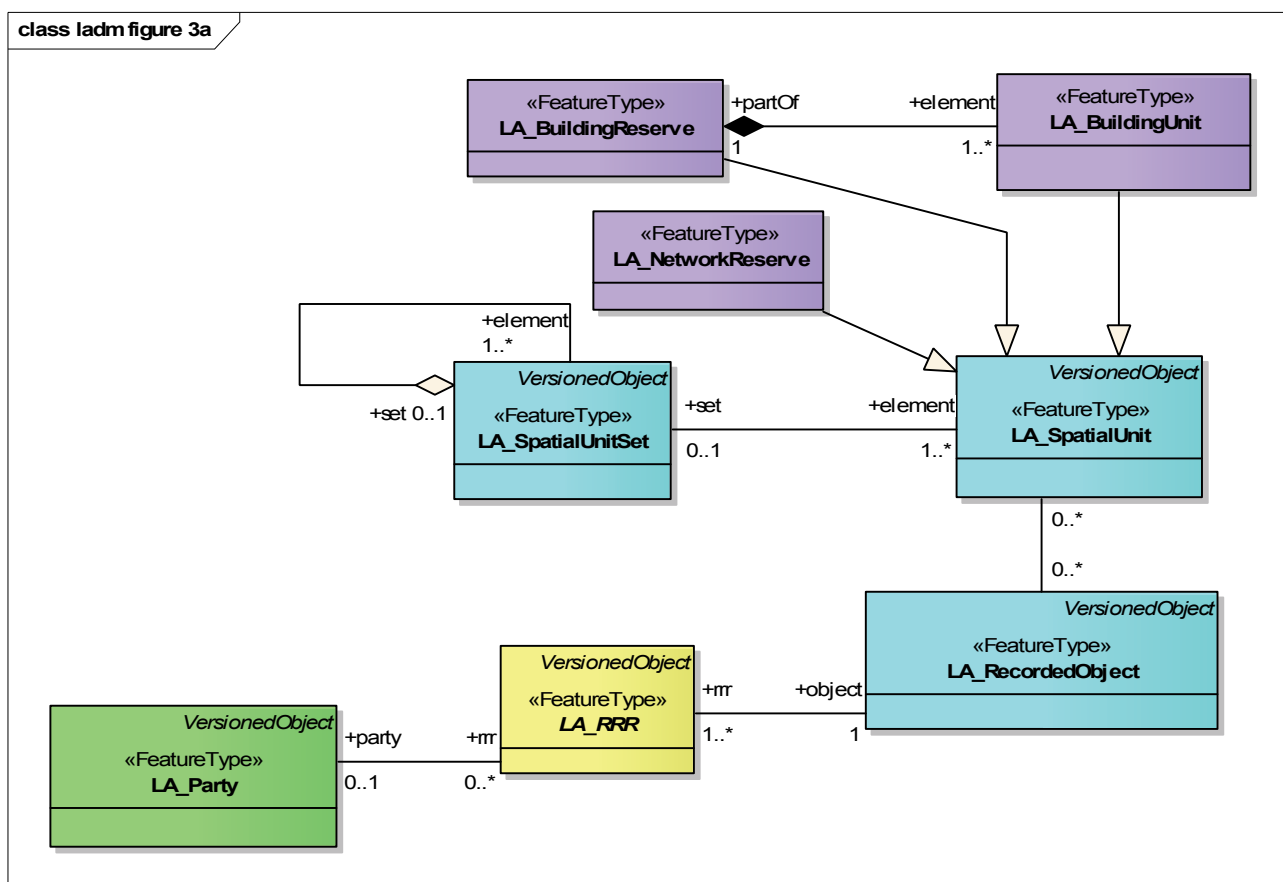 class ladm figure 3a
«FeatureType»
LA_BuildingReserve
+partOf
1
+element
1..*
«FeatureType»
LA_BuildingUnit
«FeatureType»
LA_NetworkReserve
+element
1..*
+set 0..1
VersionedObject
«FeatureType»
LA_SpatialUnitSet
+set
0..1
+element
1..*
VersionedObject
«FeatureType»
LA_SpatialUnit
0..*
0..*
VersionedObject
«FeatureType»
LA_RecordedObject
VersionedObject
«FeatureType»
LA_RRR
+rrr
1..*
+object
1
VersionedObject
«FeatureType»
LA_Party
+party
0..1
+rrr
0..*